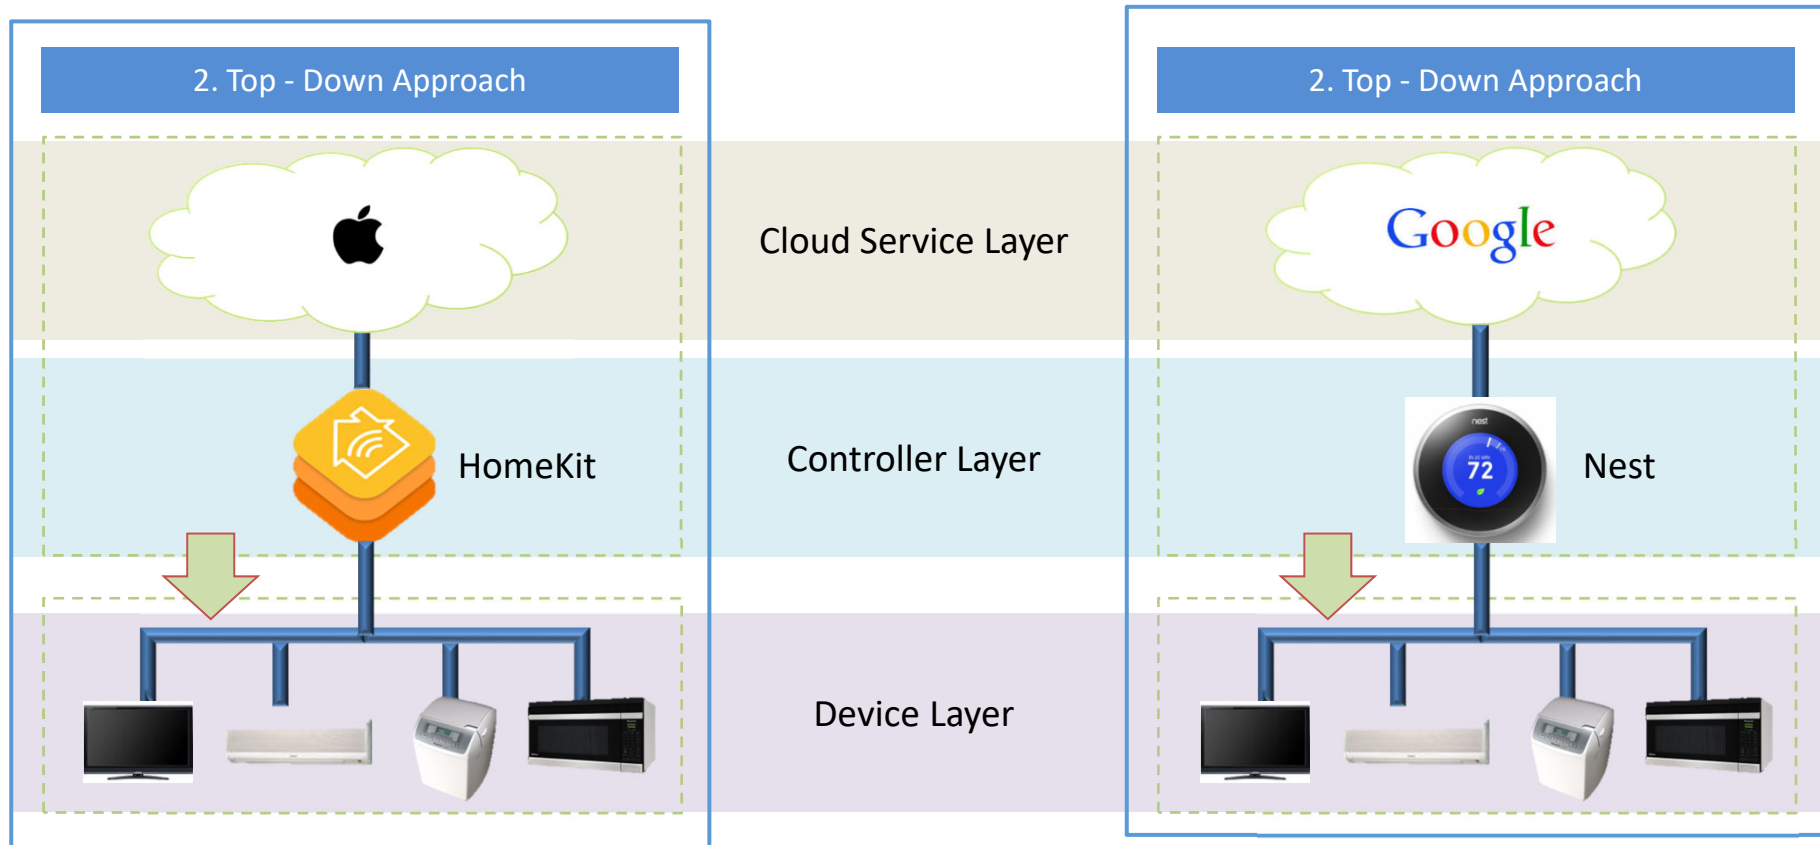 2. Top - Down Approach
2. Top - Down Approach
Google
Cloud Service Layer
nest
72
HomeKit
Controller Layer
Nest
Device Layer